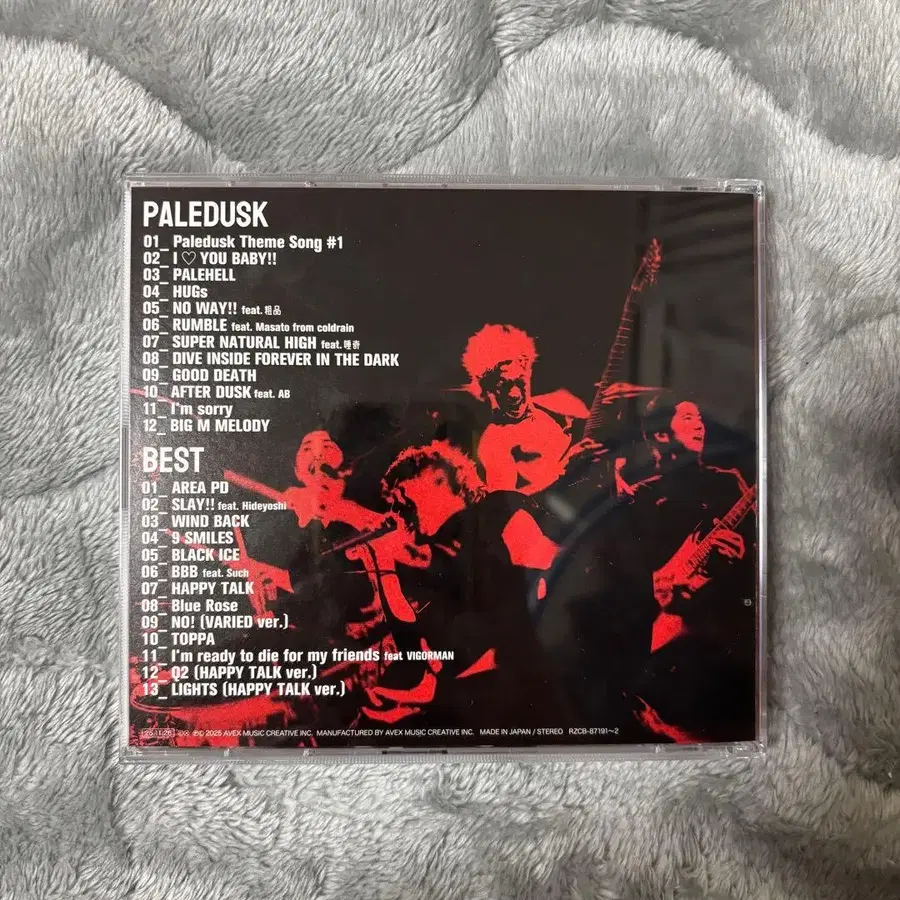 PALEDUSK
01_ Paledusk Theme Song #1
02_ I ♡ YOU BABY!!
03_ PALEHELL
04_ HUGs
05_ NO WAY!! feat. 粗品
06_ RUMBLE feat. Masato from coldrain
07_ SUPER NATURAL HIGH feat.
08_ DIVE INSIDE FOREVER IN THE DARK
09_ GOOD DEATH
10_ AFTER DUSK feat. AB
11_ I'm sorry
12_ BIG M MELODY
BEST
01_ AREA PD
02_ SLAY!! feat. Hideyoshi
03_ WIND BACK
04_ 9 SMILES
05_ BLACK ICE
06_ BBB feat. Such
07_ HAPPY TALK
08_ Blue Rose
09_ NO! (VARIED ver.)
10_ TOPPA
11_ I'm ready to die for my friends feat. VIGORMAN
12_ Q2 (HAPPY TALK ver.)
13_ LIGHTS (HAPPY TALK ver.)
25.11.26 ℗© 2025 AVEX MUSIC CREATIVE INC. MANUFACTURED BY AVEX MUSIC CREATIVE INC. MADE IN JAPAN / STEREO RZCB-87191~2